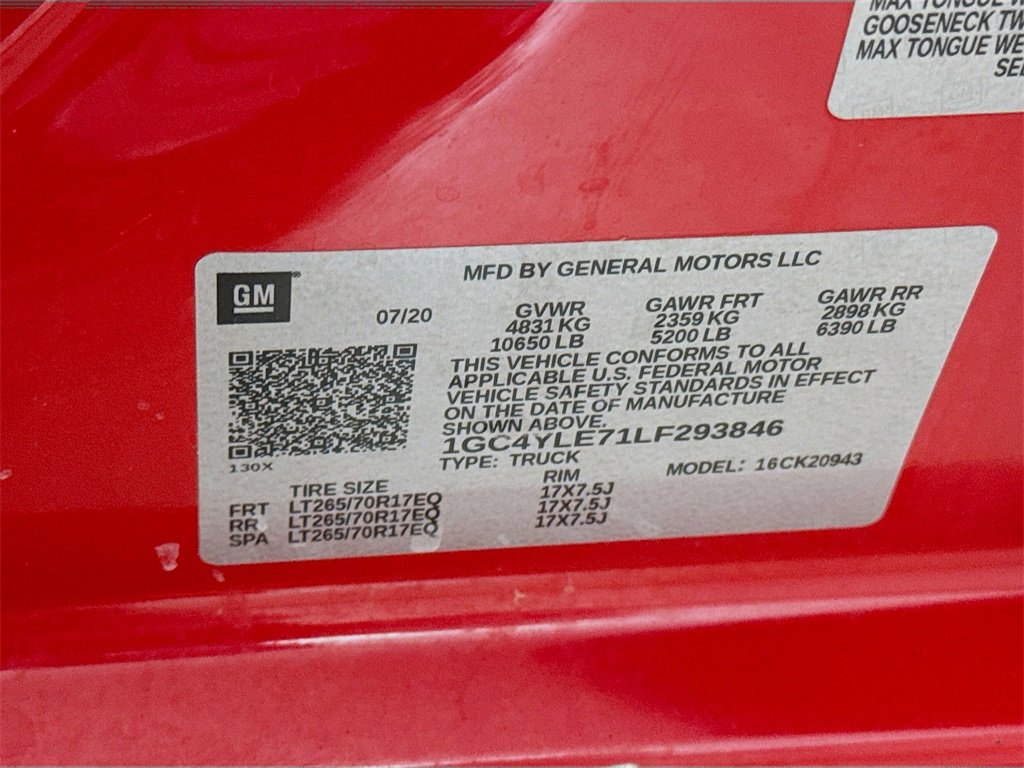 MAX TONGUE W
GOOSENECK TW
MAX TONGUE WE
SEE
GM
MFD BY GENERAL MOTORS LLC
07/20
GVWR GAWR FRT GAWR RR
4831 KG 2359 KG 2898 KG
10650 LB 5200 LB 6390 LB
THIS VEHICLE CONFORMS TO ALL
APPLICABLE U.S. FEDERAL MOTOR
VEHICLE SAFETY STANDARDS IN EFFECT
ON THE DATE OF MANUFACTURE
SHOWN ABOVE.
1GC4YLE71LF293846
130X
TYPE: TRUCK MODEL: 16CK20943
TIRE SIZE RIM
FRT LT265/70R17EQ 17X7.5J
RR LT265/70R17EQ 17X7.5J
SPA LT265/70R17EQ 17X7.5J